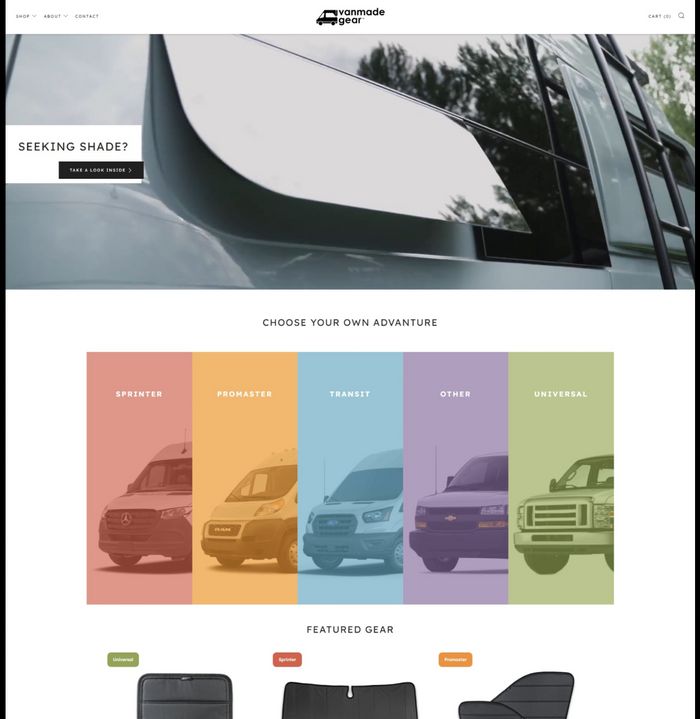 SHOP
ABOUT
CONTACT
vanmade
gear
CART (0)
SEEKING SHADE?
TAKE A LOOK INSIDE
CHOOSE YOUR OWN ADVANTURE
SPRINTER
PROMASTER
TRANSIT
OTHER
UNIVERSAL
RAM
FEATURED GEAR
Universal
Sprinter
Promaster